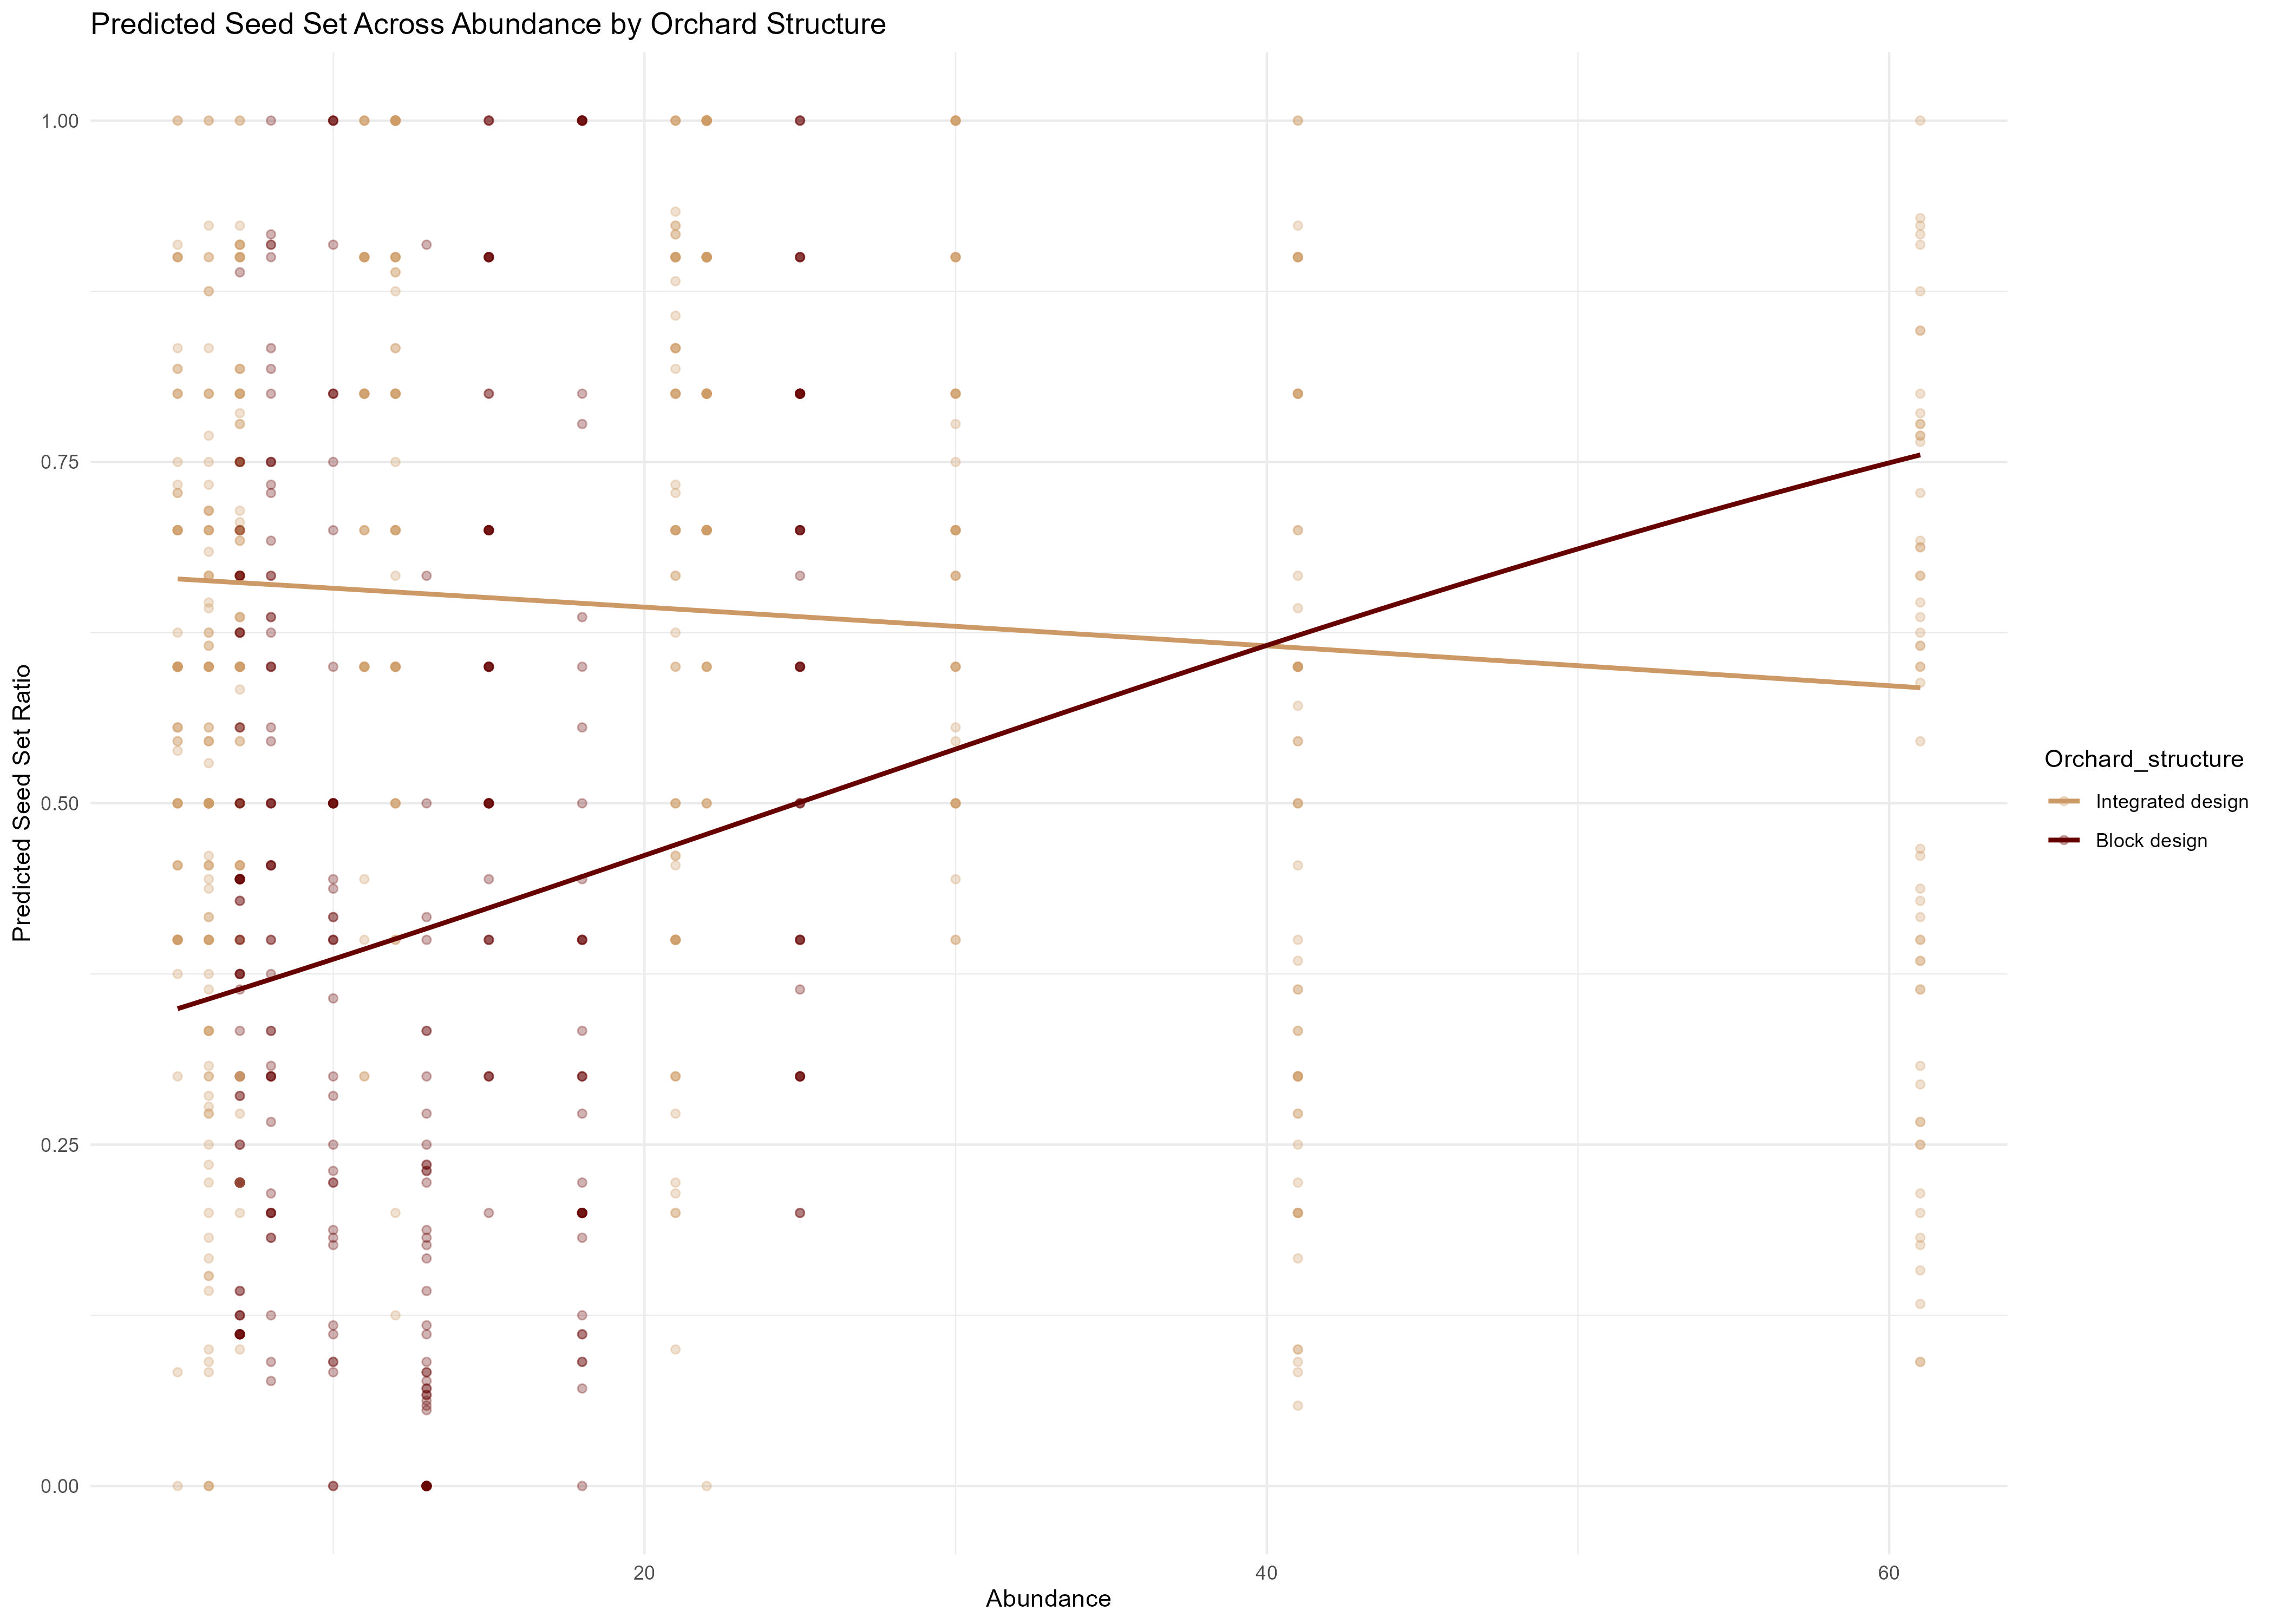 Predicted Seed Set Across Abundance by Orchard Structure
Predicted Seed Set Ratio
1.00
0.75
0.50
0.25
0.00
20
40
60
Abundance
Orchard_structure
Integrated design
Block design